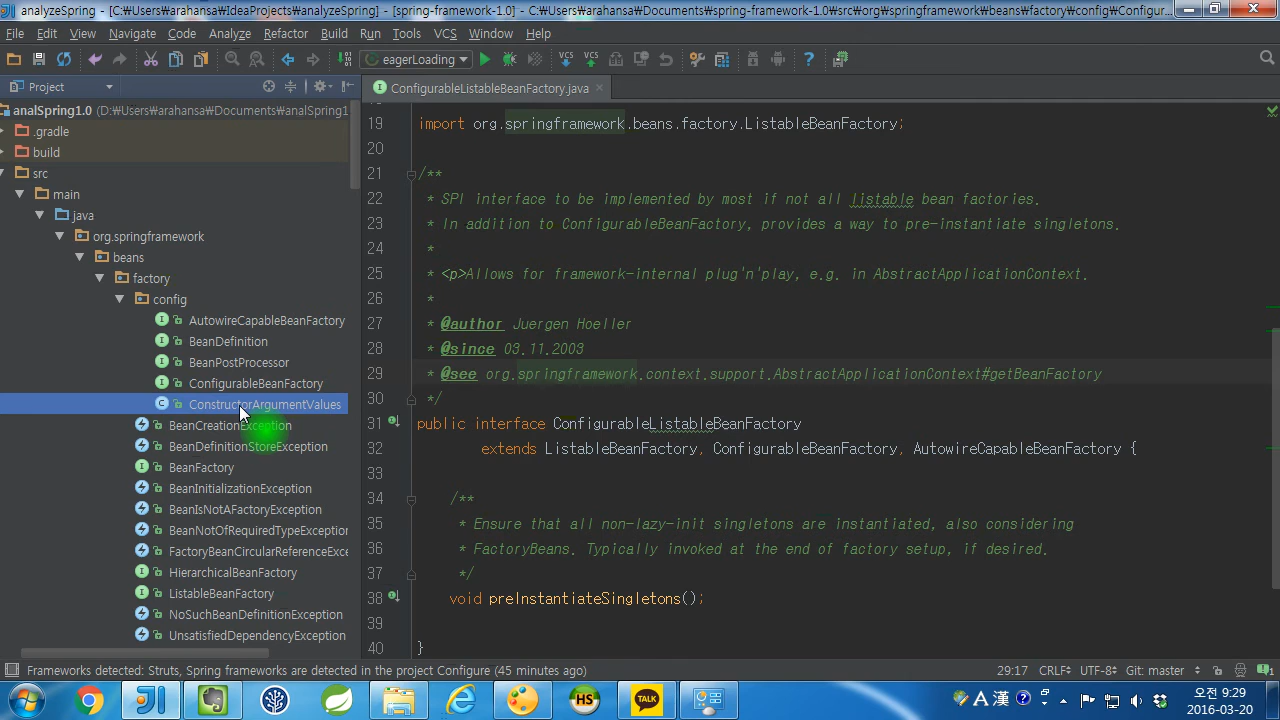 analyzeSpring - [C:₩Users₩arahansa₩IdeaProjects₩analyzeSpring] - [spring-framework-1.0] - C:₩Users₩arahansa₩Documents₩spring-framework-1.0₩src₩org₩springframework₩beans₩factory₩config₩Configur...
File Edit View Navigate Code Analyze Refactor Build Run Tools VCS Window Help
eagerLoading
VCS VCS
Project
ConfigurableListableBeanFactory.java
analSpring1.0 (D:₩Users₩arahansa₩Documents₩analSpring1
.gradle
build
src
main
java
org.springframework
beans
factory
config
AutowireCapableBeanFactory
BeanDefinition
BeanPostProcessor
ConfigurableBeanFactory
ConstructorArgumentValues
BeanCreationException
BeanDefinitionStoreException
BeanFactory
BeanInitializationException
BeanIsNotAFactoryException
BeanNotOfRequiredTypeException
FactoryBeanCircularReferenceExce
HierarchicalBeanFactory
ListableBeanFactory
NoSuchBeanDefinitionException
UnsatisfiedDependencyException
19 import org.springframework.beans.factory.ListableBeanFactory;
20
21 /**
22 * SPI interface to be implemented by most if not all listable bean factories.
23 * In addition to ConfigurableBeanFactory, provides a way to pre-instantiate singletons.
24 *
25 * <p>Allows for framework-internal plug'n'play, e.g. in AbstractApplicationContext.
26 *
27 * @author Juergen Hoeller
28 * @since 03.11.2003
29 * @see org.springframework.context.support.AbstractApplicationContext#getBeanFactory
30 */
31 public interface ConfigurableListableBeanFactory
32 extends ListableBeanFactory, ConfigurableBeanFactory, AutowireCapableBeanFactory {
33
34 /**
35 * Ensure that all non-lazy-init singletons are instantiated, also considering
36 * FactoryBeans. Typically invoked at the end of factory setup, if desired.
37 */
38 void preInstantiateSingletons();
39
40 }
Frameworks detected: Struts, Spring frameworks are detected in the project Configure (45 minutes ago)
29:17 CRLF÷ UTF-8÷ Git: master
HS
TALK
A 漢
오전 9:29
2016-03-20